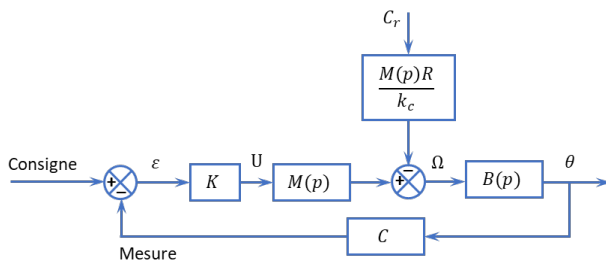 C_r
M(p)R
k_c
Consigne
+
−
ε
K
U
M(p)
+
−
Ω
B(p)
θ
C
Mesure